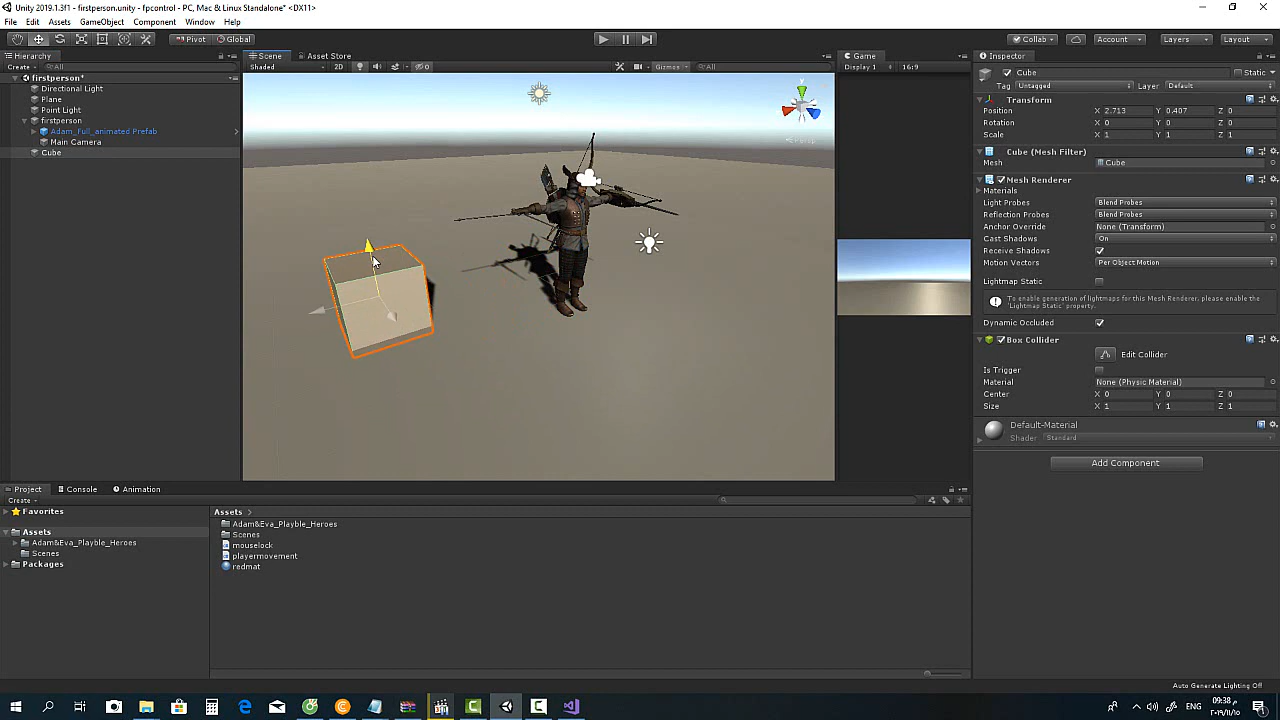 Unity 2019.1.3f1 - firstperson.unity - fpcontrol - PC, Mac & Linux Standalone* <DX11>
File Edit Assets GameObject Component Window Help
Pivot Global Collab Account Layers Layout
Hierarchy Scene Asset Store Game Inspector
Create All Shaded 2D 0 Gizmos All Display 1 16:9 Cube Static
firstperson* Tag Untagged Layer Default
Directional Light
Plane Transform
Point Light Position X 2.713 Y 0.407 Z 0
firstperson Rotation X 0 Y 0 Z 0
Adam_Full_animated Prefab Scale X 1 Y 1 Z 1
Main Camera y Persp
Cube Cube (Mesh Filter)
Mesh Cube
Mesh Renderer
Materials
Light Probes Blend Probes
Reflection Probes Blend Probes
Anchor Override None (Transform)
Cast Shadows On
Receive Shadows
Motion Vectors Per Object Motion
Lightmap Static
To enable generation of lightmaps for this Mesh Renderer, please enable the
'Lightmap Static' property.
Dynamic Occluded
Box Collider
Edit Collider
Is Trigger
Material None (Physic Material)
Center X 0 Y 0 Z 0
Size X 1 Y 1 Z 1
Default-Material
Shader Standard
Add Component
Project Console Animation
Create
Favorites Assets
Assets Adam&Eva_Playble_Heroes
Adam&Eva_Playble_Heroes Scenes
Scenes mouselock
Packages playermovement
redmat
Auto Generate Lighting Off
ENG